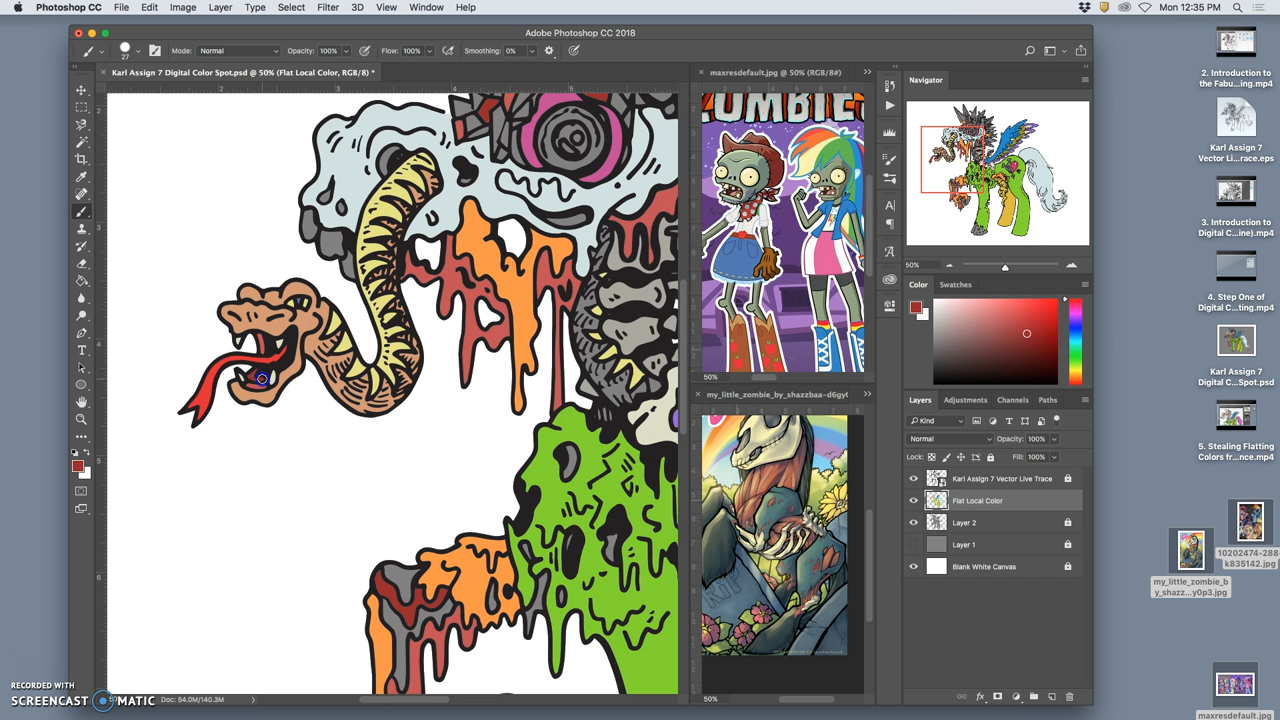 Photoshop CC File Edit Image Layer Type Select Filter 3D View Window Help Mon 12:35 PM
Adobe Photoshop CC 2018
27 Mode: Normal Opacity: 100% Flow: 100% Smoothing: 0%
Karl Assign 7 Digital Color Spot.psd @ 50% (Flat Local Color, RGB/8) *
maxresdefault.jpg @ 50% (RGB/8#)
ZOMBIES
50%
my_little_zombie_by_shazzbaa-d6gy
50%
Doc: 54.0M/140.3M
Navigator
50%
Color Swatches
Layers Adjustments Channels Paths
Kind
Normal Opacity: 100%
Lock: Fill: 100%
Karl Assign 7 Vector Live Trace
Flat Local Color
Layer 2
Layer 1
Blank White Canvas
2. Introduction to
the Fabu...ing.mp4
Karl Assign 7
Vector Liv...race.eps
3. Introduction to
Digital C...ine).mp4
4. Step One of
Digital C...ting.mp4
Karl Assign 7
Digital C...Spot.psd
5. Stealing Flatting
Colors fr...nce.mp4
10202474-288
k835142.jpg
my_little_zombie_b
y_shazz...y0p3.jpg
maxresdefault.jpg
RECORDED WITH
SCREENCAST MATIC